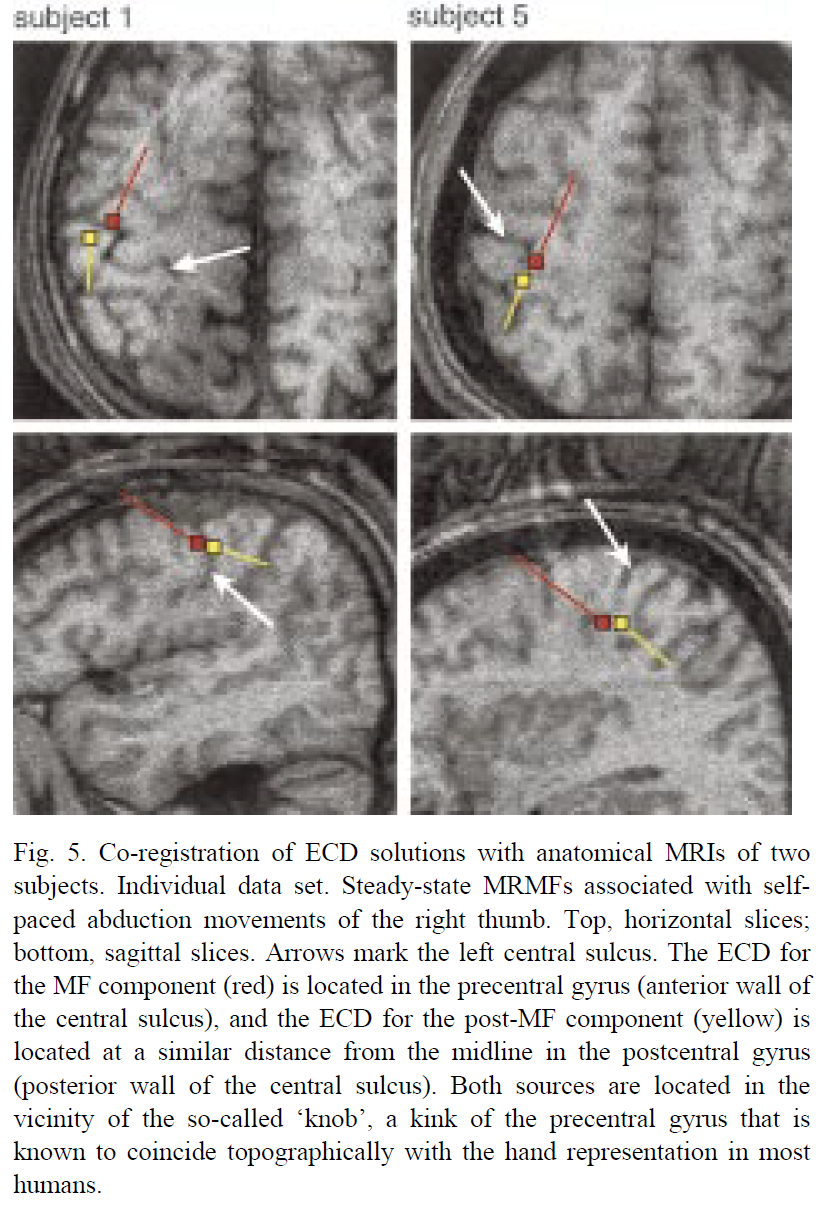 subject 1
subject 5
Fig. 5. Co-registration of ECD solutions with anatomical MRIs of two
subjects. Individual data set. Steady-state MRMFs associated with self-
paced abduction movements of the right thumb. Top, horizontal slices;
bottom, sagittal slices. Arrows mark the left central sulcus. The ECD for
the MF component (red) is located in the precentral gyrus (anterior wall of
the central sulcus), and the ECD for the post-MF component (yellow) is
located at a similar distance from the midline in the postcentral gyrus
(posterior wall of the central sulcus). Both sources are located in the
vicinity of the so-called ‘knob’, a kink of the precentral gyrus that is
known to coincide topographically with the hand representation in most
humans.